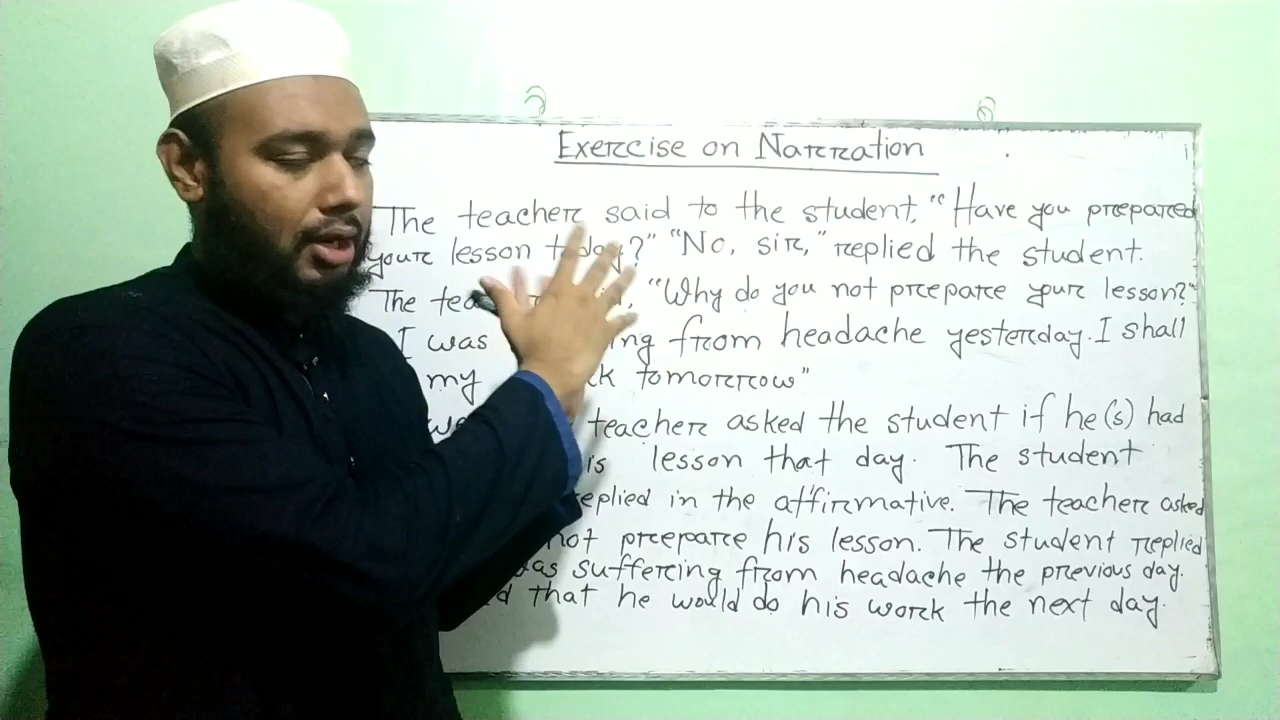 Exercise on Narration
The teacher said to the student, "Have you prepared
your lesson today?" "No, sir," replied the student.
The "Why do you not prepare your lesson?"
I was from headache yesterday. I shall
my tomorrow"
teacher asked the student if he(s) had
lesson that day. The student
replied in the affirmative. The teacher asked
not prepare his lesson. The student replied
was suffering from headache the previous day.
that he would do his work the next day.